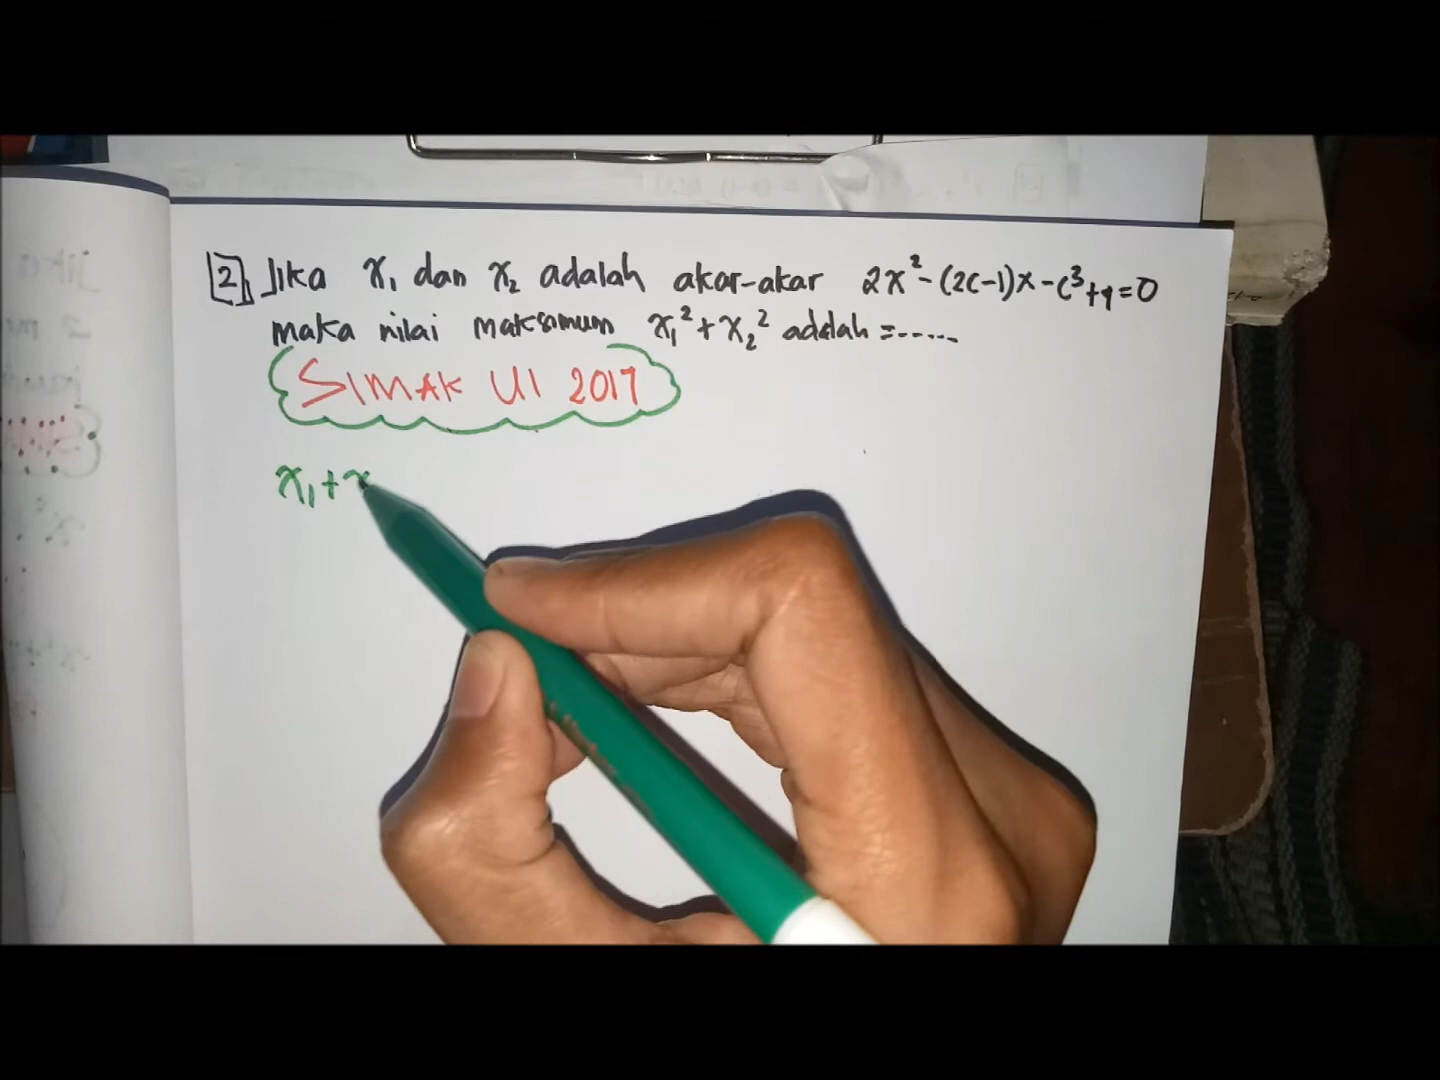 2 Jika x₁ dan x₂ adalah akar-akar 2x²-(2c-1)x-c³+4=0
maka nilai maksimum x₁²+x₂² adalah =......
SIMAK UI 2017
x₁+x